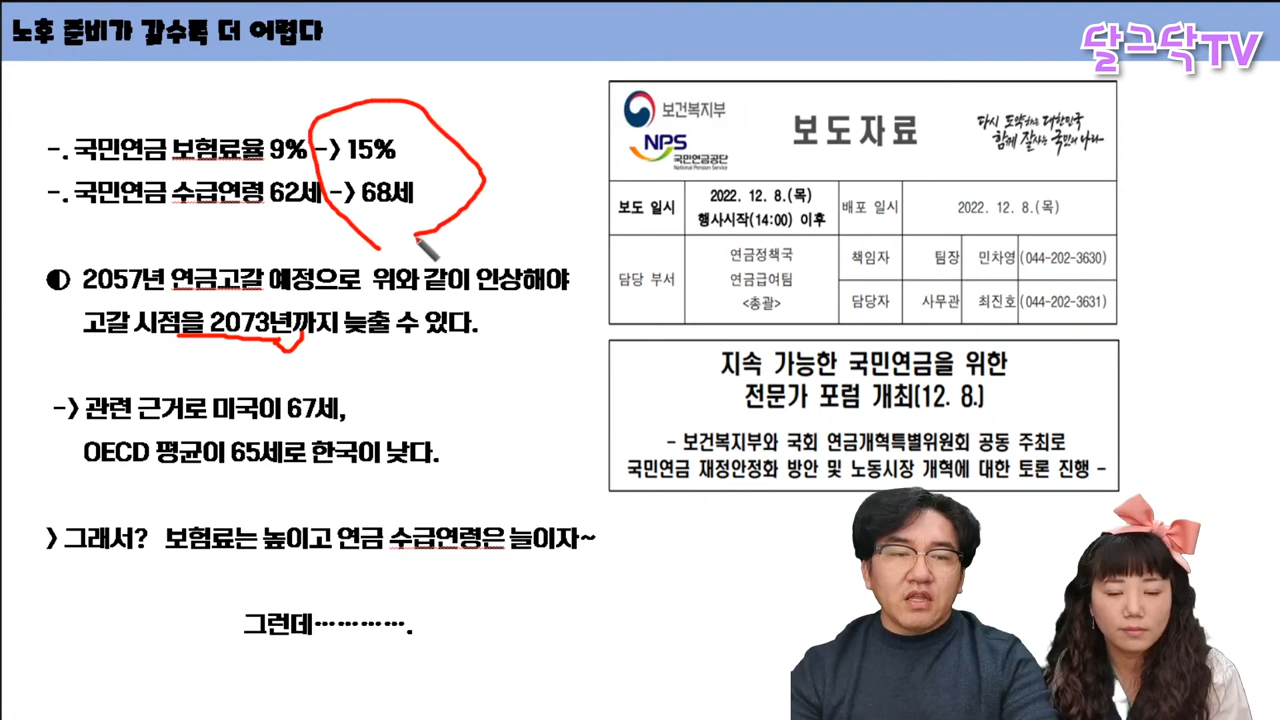 노후 준비가 갈수록 더 어렵다
달그닥TV
-. 국민연금 보험료율 9% -> 15%
-. 국민연금 수급연령 62세 -> 68세
◐ 2057년 연금고갈 예정으로 위와 같이 인상해야
고갈 시점을 2073년까지 늦출 수 있다.
-> 관련 근거로 미국이 67세,
OECD 평균이 65세로 한국이 낮다.
> 그래서? 보험료는 높이고 연금 수급연령은 늘이자~
그런데…………….
보건복지부
NPS
국민연금공단
National Pension Service
보도자료
다시 도약하는 대한민국
함께 잘사는 국민의 나라
보도 일시
2022. 12. 8.(목)
행사시작(14:00) 이후
배포 일시
2022. 12. 8.(목)
담당 부서
연금정책국
연금급여팀
<총괄>
책임자 팀장 민차영 (044-202-3630)
담당자 사무관 최진호 (044-202-3631)
지속 가능한 국민연금을 위한
전문가 포럼 개최(12. 8.)
- 보건복지부와 국회 연금개혁특별위원회 공동 주최로
국민연금 재정안정화 방안 및 노동시장 개혁에 대한 토론 진행 -